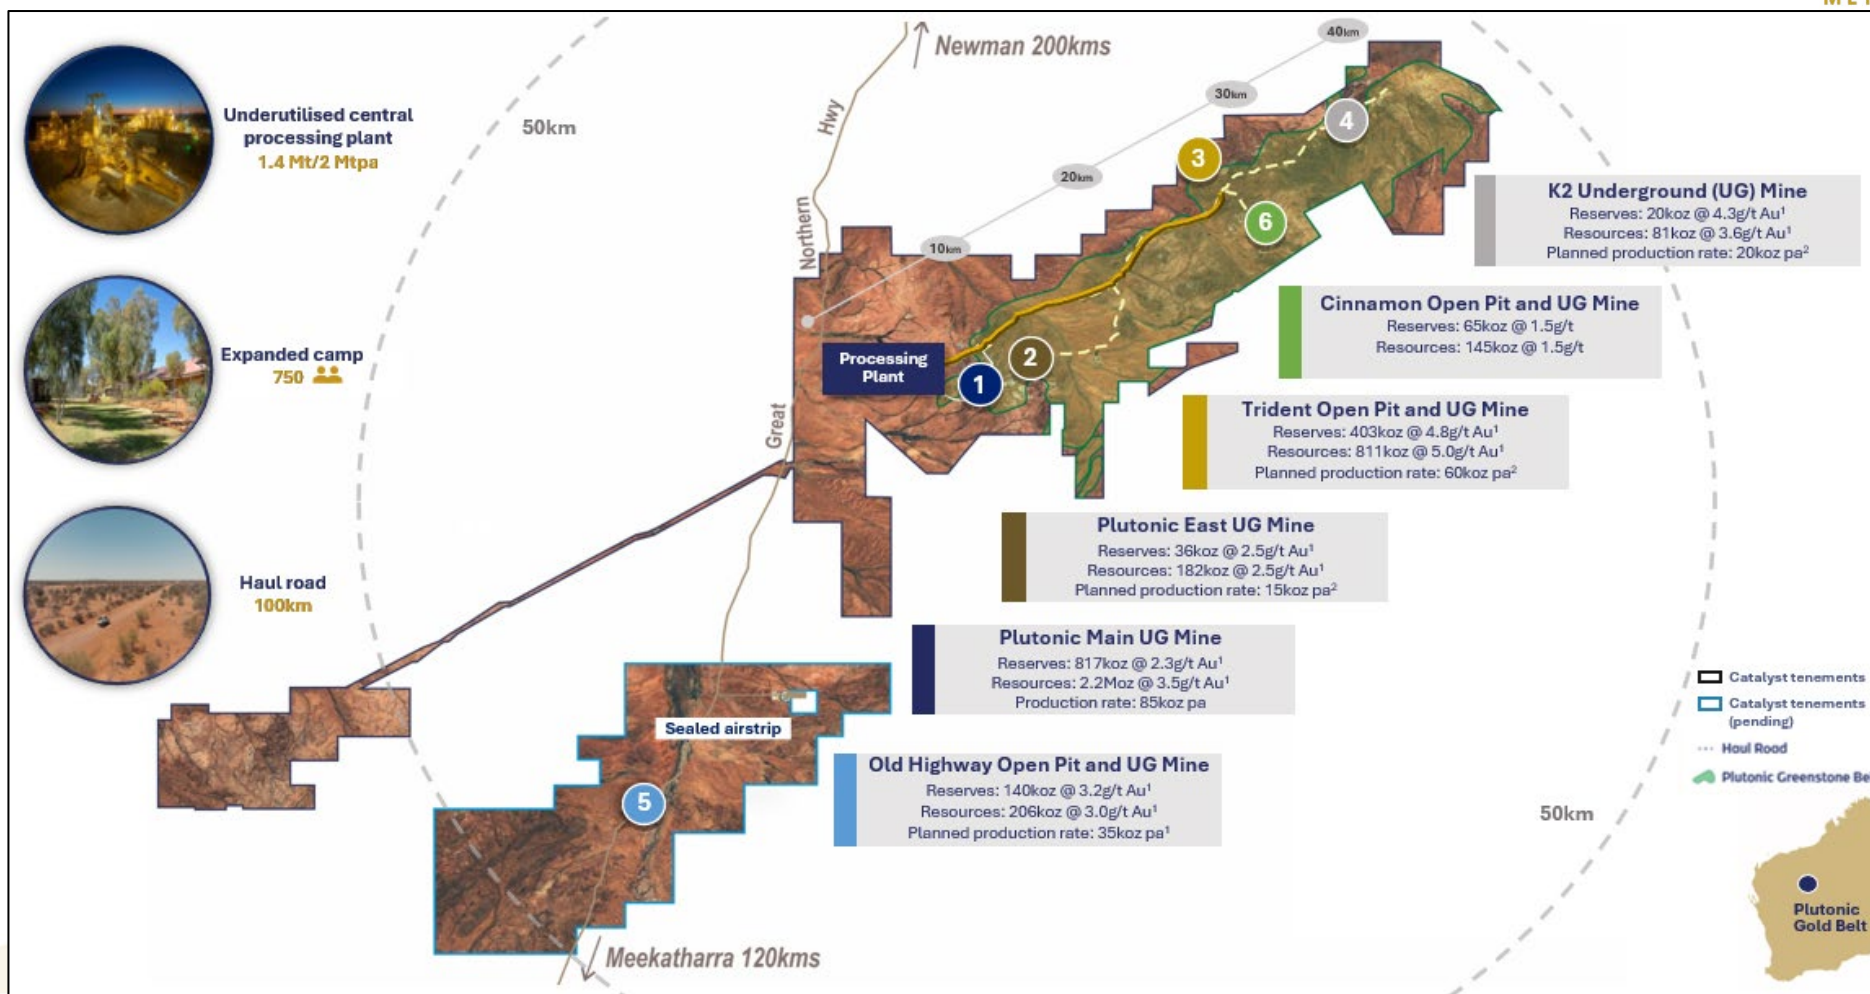 Newman 200kms
40km
30km
20km
10km
50km
Underutilised central
processing plant
1.4 Mt/2 Mtpa
Expanded camp
750
Haul road
100km
Great
Northern
Hwy
3
4
6
2
1
5
Processing
Plant
K2 Underground (UG) Mine
Reserves: 20koz @ 4.3g/t Au¹
Resources: 81koz @ 3.6g/t Au¹
Planned production rate: 20koz pa²
Cinnamon Open Pit and UG Mine
Reserves: 65koz @ 1.5g/t
Resources: 145koz @ 1.5g/t
Trident Open Pit and UG Mine
Reserves: 403koz @ 4.8g/t Au¹
Resources: 811koz @ 5.0g/t Au¹
Planned production rate: 60koz pa²
Plutonic East UG Mine
Reserves: 36koz @ 2.5g/t Au¹
Resources: 182koz @ 2.5g/t Au¹
Planned production rate: 15koz pa²
Plutonic Main UG Mine
Reserves: 817koz @ 2.3g/t Au¹
Resources: 2.2Moz @ 3.5g/t Au¹
Production rate: 85koz pa
Old Highway Open Pit and UG Mine
Reserves: 140koz @ 3.2g/t Au¹
Resources: 206koz @ 3.0g/t Au¹
Planned production rate: 35koz pa¹
Sealed airstrip
Meekatharra 120kms
50km
Catalyst tenements
Catalyst tenements
(pending)
Haul Road
Plutonic Greenstone Be
Plutonic
Gold Belt